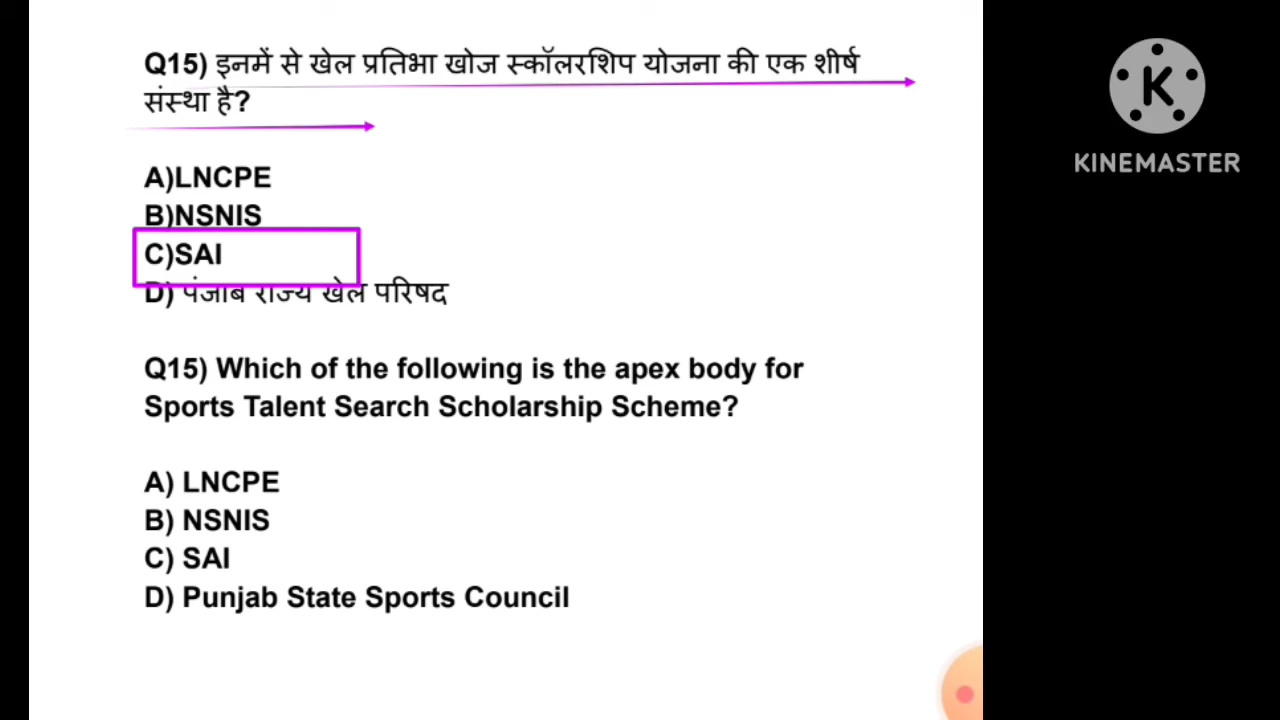 Q15) इनमें से खेल प्रतिभा खोज स्कॉलरशिप योजना की एक शीर्ष
संस्था है?
A)LNCPE
B)NSNIS
C)SAI
D) पंजाब राज्य खेल परिषद
Q15) Which of the following is the apex body for
Sports Talent Search Scholarship Scheme?
A) LNCPE
B) NSNIS
C) SAI
D) Punjab State Sports Council
K
KINEMASTER